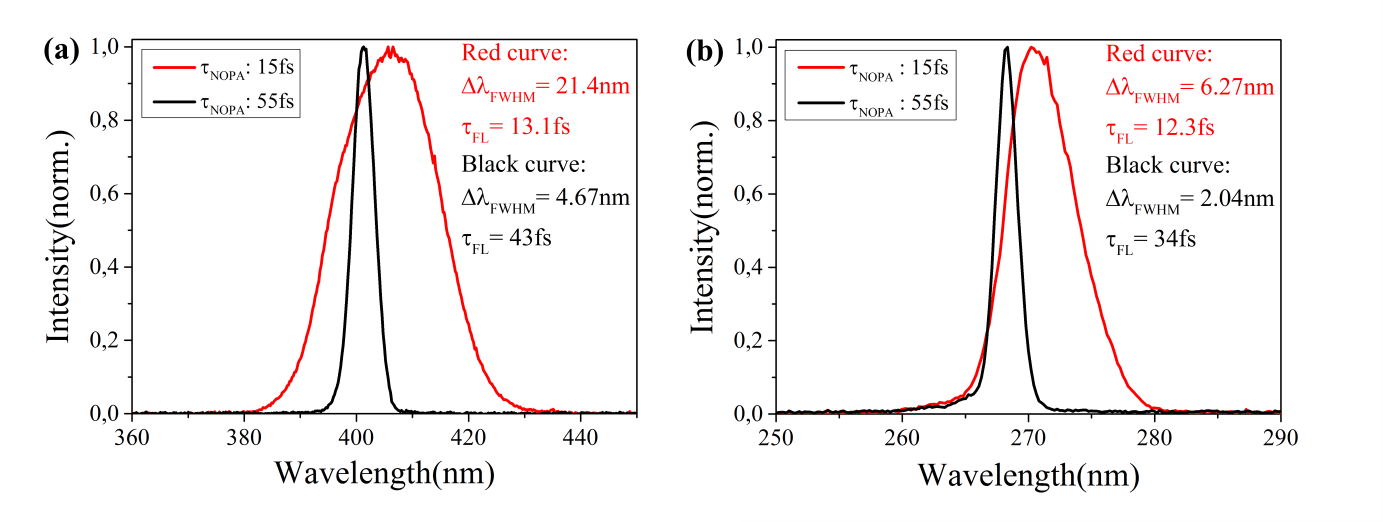 (a)
1,0
0,8
0,6
0,4
0,2
0,0
Intensity(norm.)
τNOPA: 15fs
τNOPA: 55fs
Red curve:
ΔλFWHM= 21.4nm
τFL= 13.1fs
Black curve:
ΔλFWHM= 4.67nm
τFL= 43fs
360 380 400 420 440
Wavelength(nm)
(b)
1,0
0,8
0,6
0,4
0,2
0,0
Intensity(norm.)
τNOPA : 15fs
τNOPA : 55fs
Red curve:
ΔλFWHM= 6.27nm
τFL= 12.3fs
Black curve:
ΔλFWHM= 2.04nm
τFL= 34fs
250 260 270 280 290
Wavelength(nm)